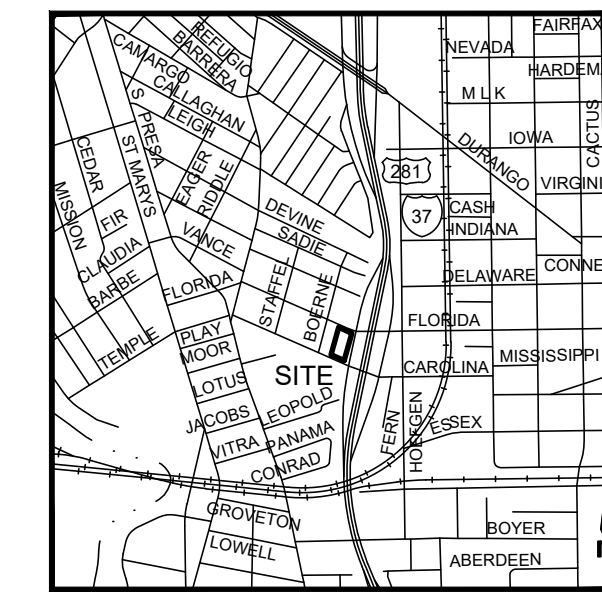 FAIRFAX
REFUGIO
BARRERA
CAMARGO
NEVADA
HARDEM
CALLAGHAN
MLK
LEIGH
CACTUS
S PRESA
IOWA
ST MARYS
DURANGO
CEDAR
EAGER
RIDDLE
281
VIRGINI
MISSION
37
CASH
FIR
DEVINE
INDIANA
VANCE
SADIE
CLAUDIA
BARBE
FLORIDA
STAFFEL
BOERNE
DELAWARE
CONNE
TEMPLE
PLAY
MOOR
FLORIDA
SITE
CAROLINA
MISSISSIPPI
LOTUS
JACOBS
LEOPOLD
FERN
HOEFGEN
ESSEX
VITRA
PANAMA
CONRAD
GROVETON
BOYER
LOWELL
ABERDEEN